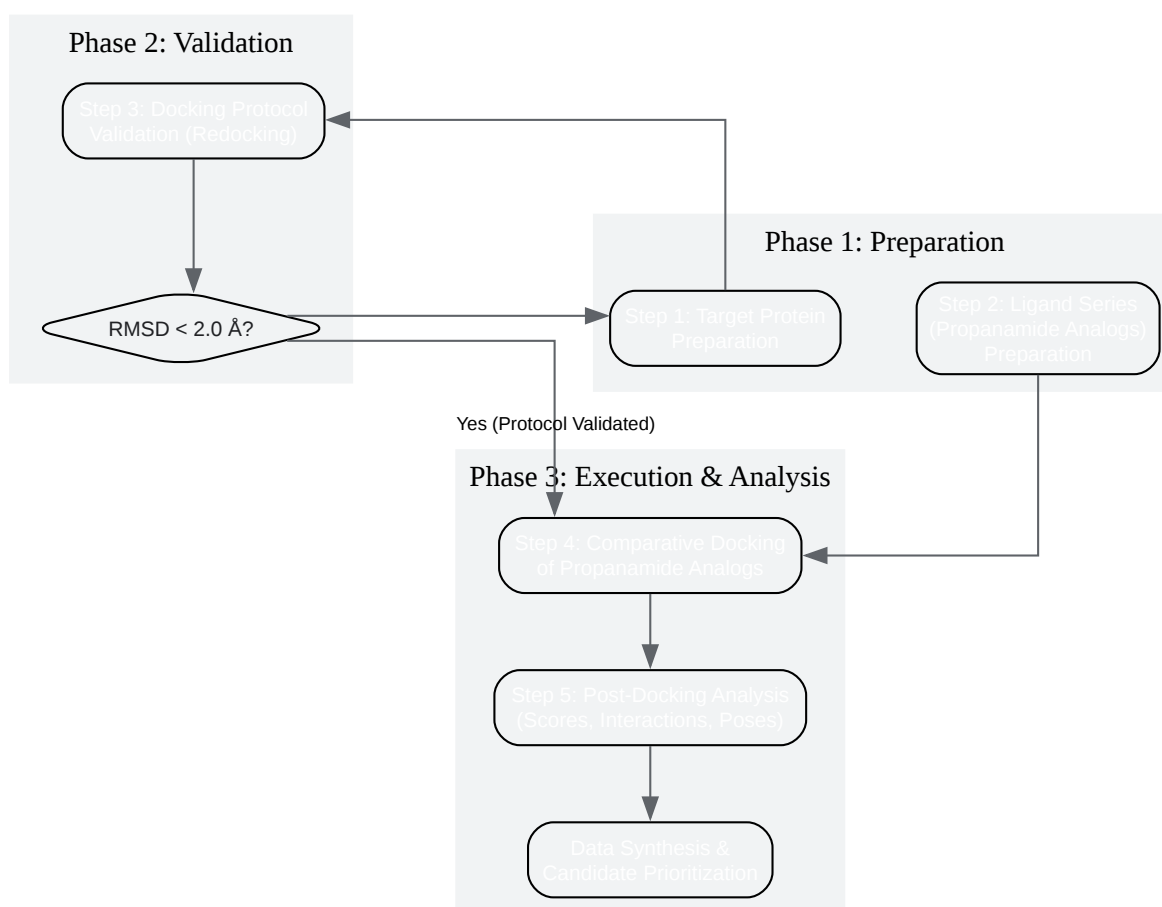 Phase 2: Validation
Step 3: Docking Protocol
Validation (Redocking)
RMSD < 2.0 Å?
Phase 1: Preparation
Step 1: Target Protein
Preparation
Step 2: Ligand Series
(Propanamide Analogs)
Preparation
Yes (Protocol Validated)
Phase 3: Execution & Analysis
Step 4: Comparative Docking
of Propanamide Analogs
Step 5: Post-Docking Analysis
(Scores, Interactions, Poses)
Data Synthesis &
Candidate Prioritization